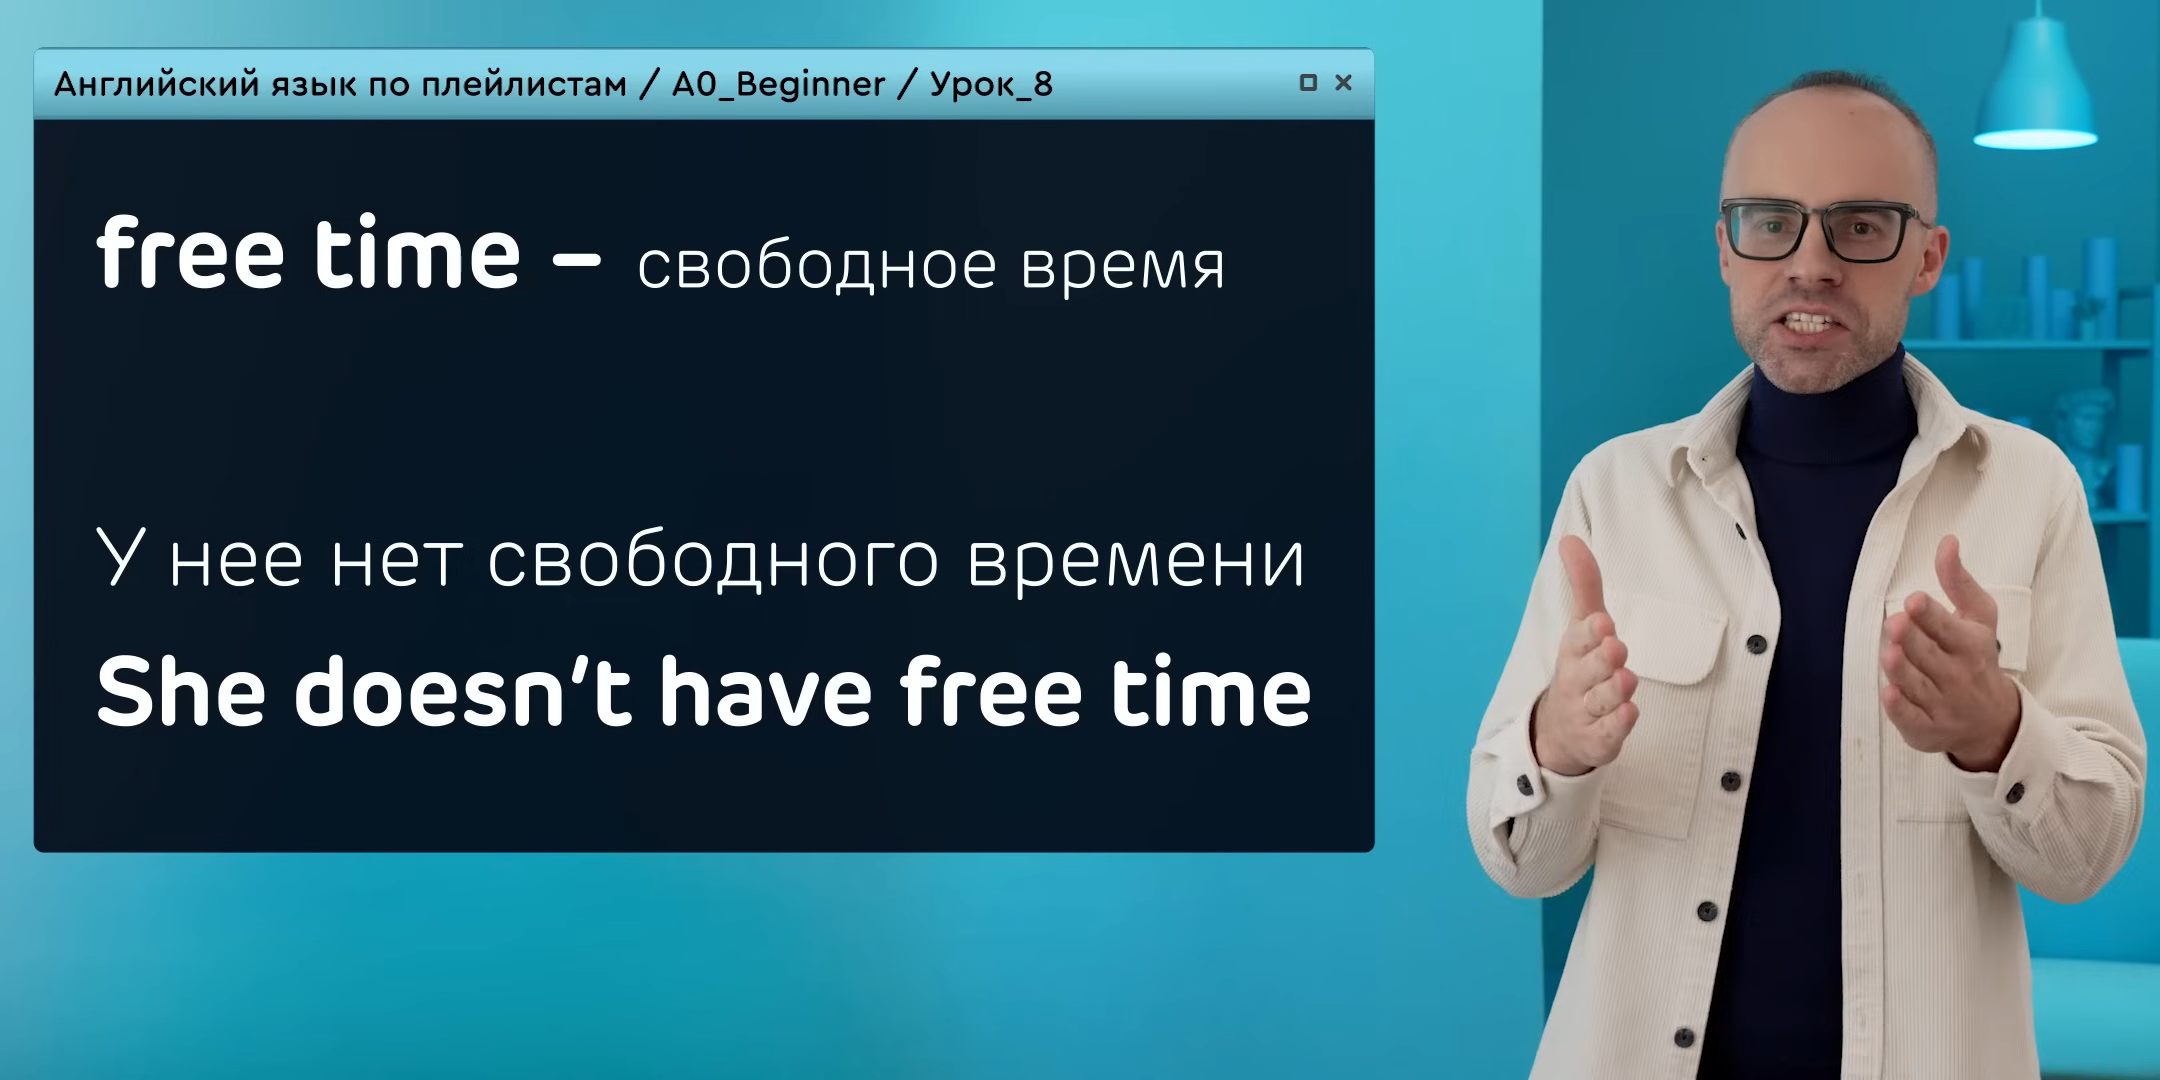 Английский язык по плейлистам / A0_Beginner / Урок_8
free time – свободное время
У нее нет свободного времени
She doesn't have free time